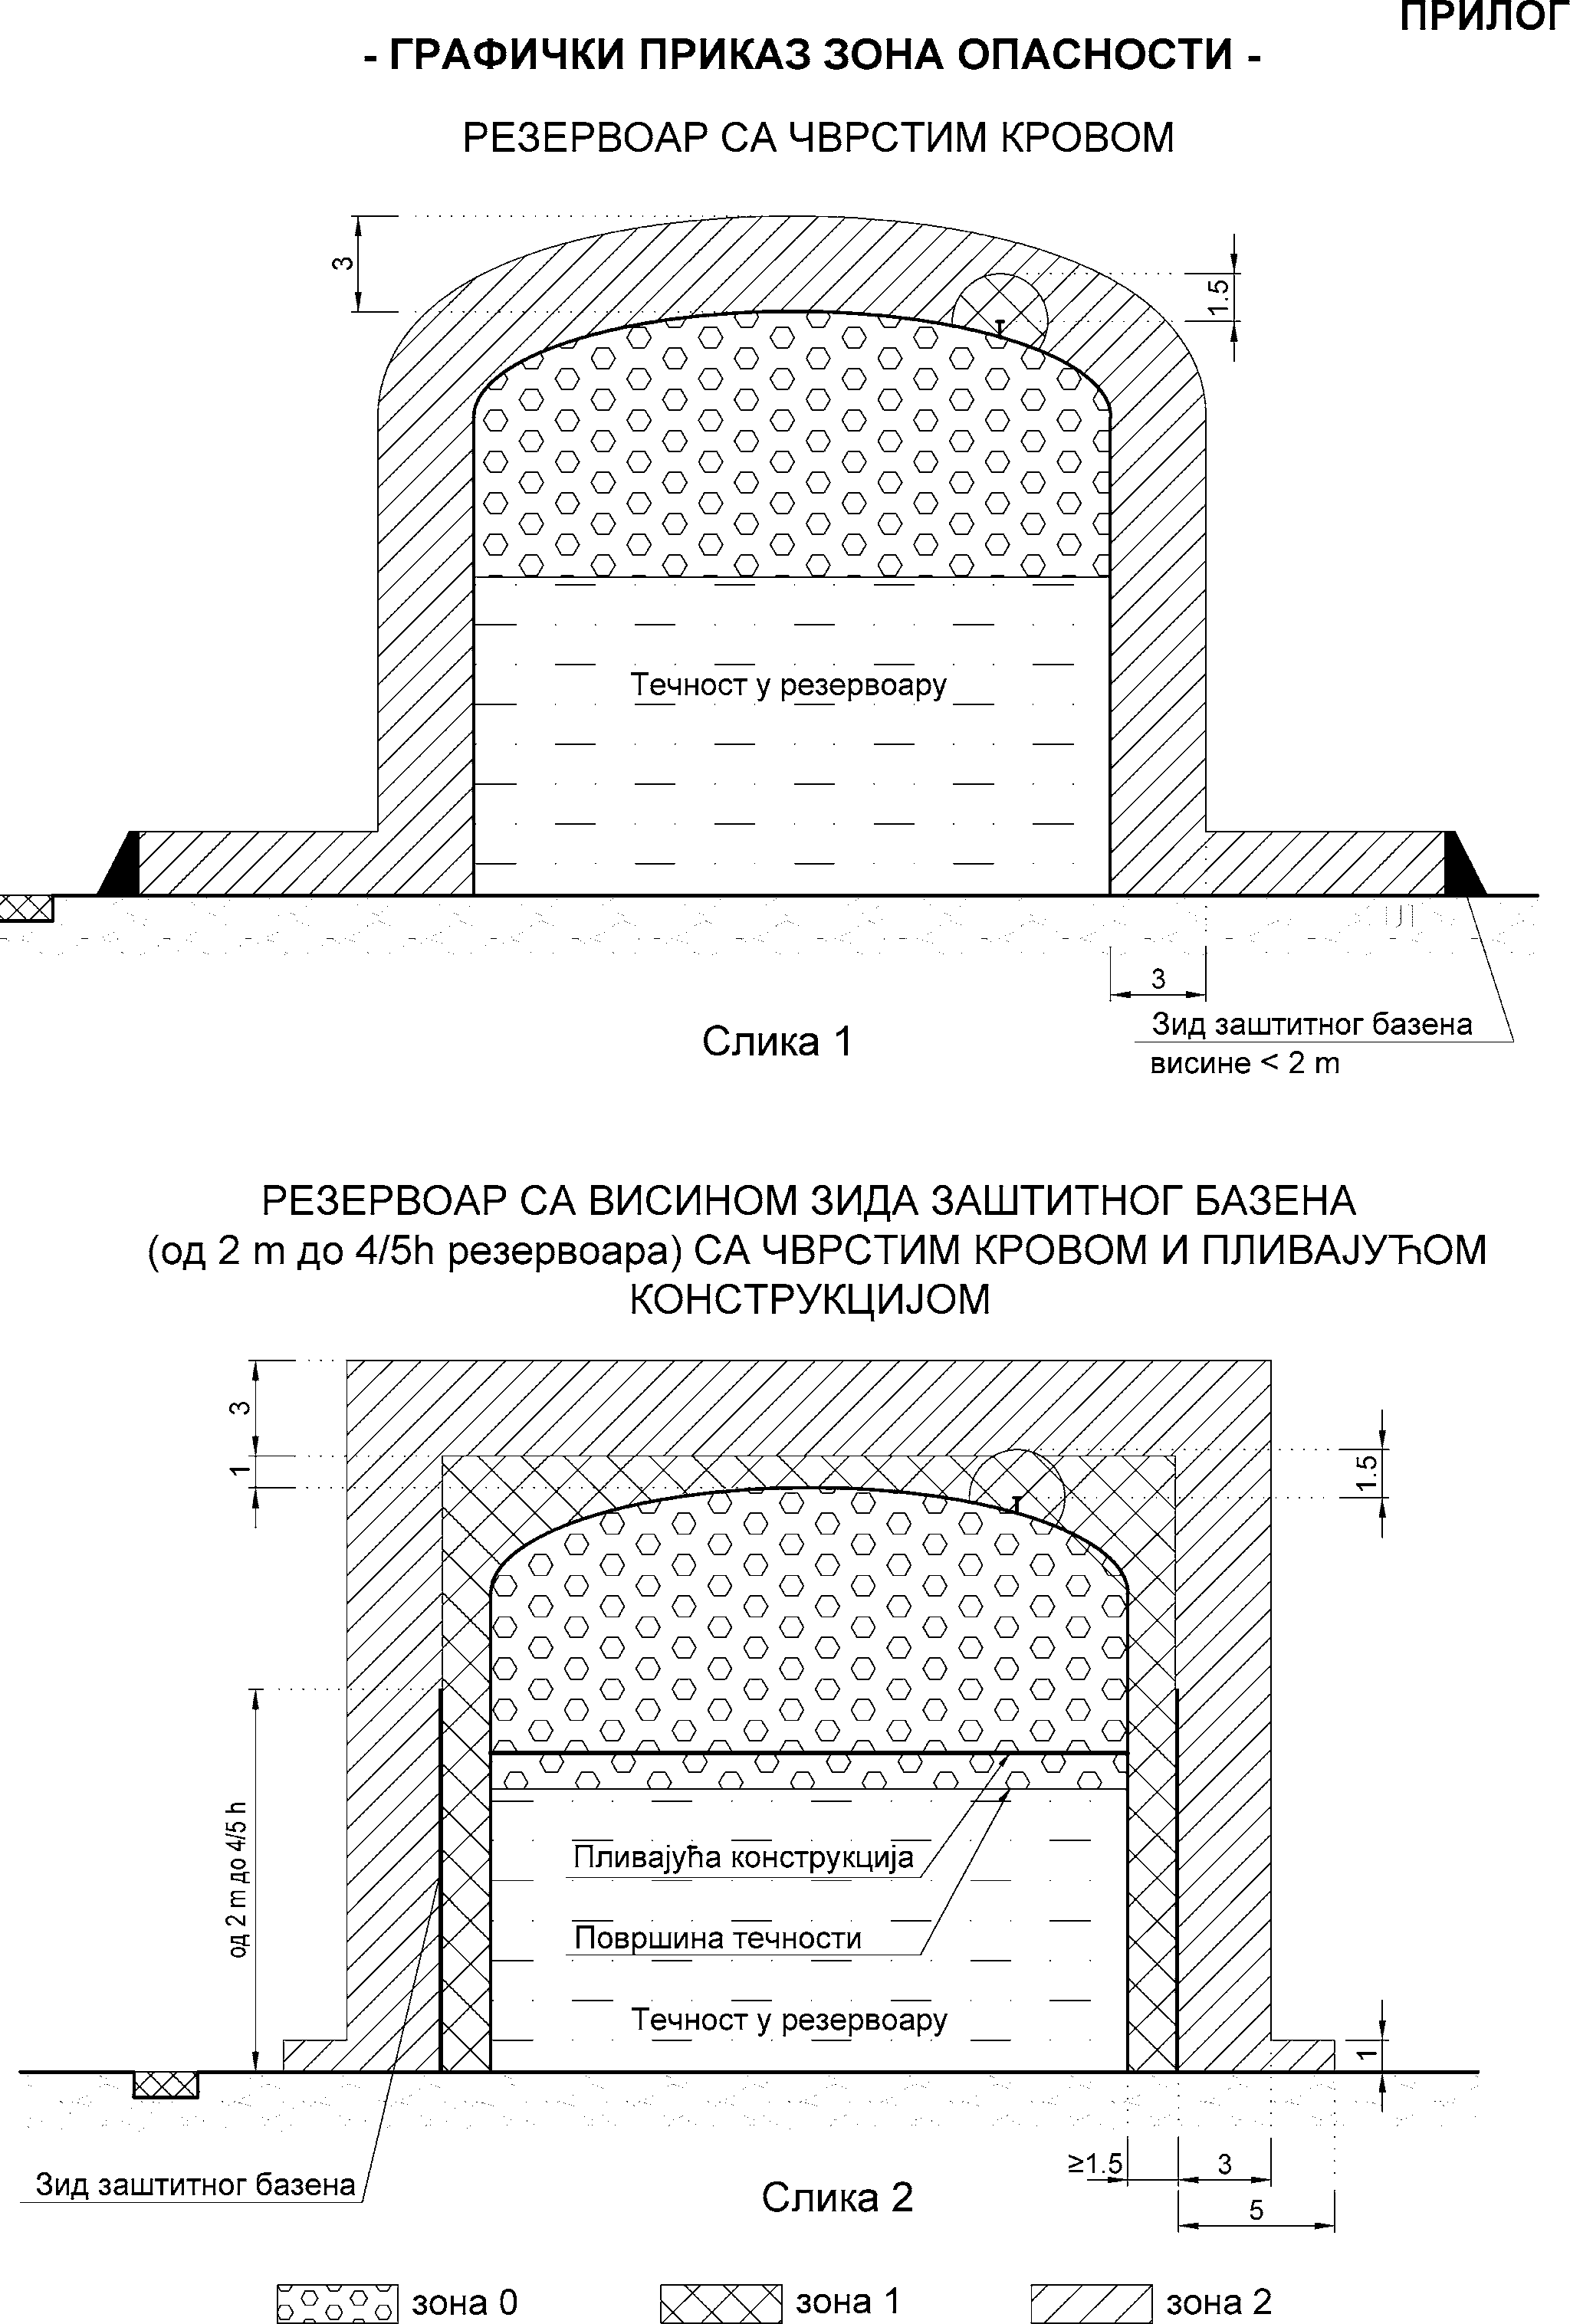 ПРИЛОГ
- ГРАФИЧКИ ПРИКАЗ ЗОНА ОПАСНОСТИ -
РЕЗЕРВОАР СА ЧВРСТИМ КРОВОМ
3
1.5
Течност у резервоару
3
Слика 1
Зид заштитног базена
висине < 2 m
РЕЗЕРВОАР СА ВИСИНОМ ЗИДА ЗАШТИТНОГ БАЗЕНА
(од 2 m до 4/5h резервоара) СА ЧВРСТИМ КРОВОМ И ПЛИВАЈУЋОМ
КОНСТРУКЦИЈОМ
3
1
1.5
од 2 m до 4/5 h
Пливајућа конструкција
Површина течности
Течност у резервоару
1
≥1.5
3
5
Зид заштитног базена
Слика 2
зона 0
зона 1
зона 2